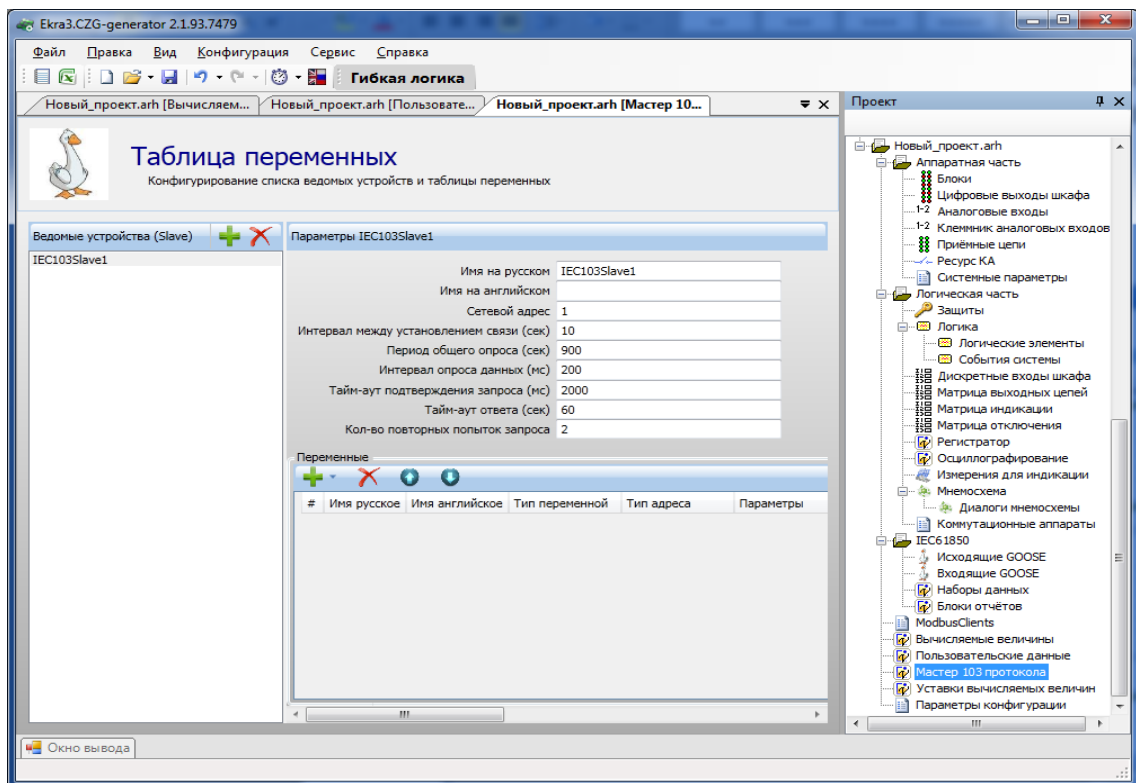 Ekra3.CZG-generator 2.1.93.7479
Файл Правка Вид Конфигурация Сервис Справка
Гибкая логика
Новый_проект.arh [Вычисляем... Новый_проект.arh [Пользовате... Новый_проект.arh [Мастер 10...
Таблица переменных
Конфигурирование списка ведомых устройств и таблицы переменных
Ведомые устройства (Slave)
IEC103Slave1
Параметры IEC103Slave1
Имя на русском IEC103Slave1
Имя на английском
Сетевой адрес 1
Интервал между установлением связи (сек) 10
Период общего опроса (сек) 900
Интервал опроса данных (мс) 200
Тайм-аут подтверждения запроса (мс) 2000
Тайм-аут ответа (сек) 60
Кол-во повторных попыток запроса 2
Переменные
# Имя русское Имя английское Тип переменной Тип адреса Параметры
Проект
Новый_проект.arh
Аппаратная часть
Блоки
Цифровые выходы шкафа
1-2 Аналоговые входы
1-2 Клеммник аналоговых входов
Приёмные цепи
Ресурс КА
Системные параметры
Логическая часть
Защиты
Логика
Логические элементы
События системы
Дискретные входы шкафа
Матрица выходных цепей
Матрица индикации
Матрица отключения
Регистратор
Осциллографирование
Измерения для индикации
Мнемосхема
Диалоги мнемосхемы
Коммутационные аппараты
IEC61850
Исходящие GOOSE
Входящие GOOSE
Наборы данных
Блоки отчётов
ModbusClients
Вычисляемые величины
Пользовательские данные
Мастер 103 протокола
Уставки вычисляемых величин
Параметры конфигурации
Окно вывода